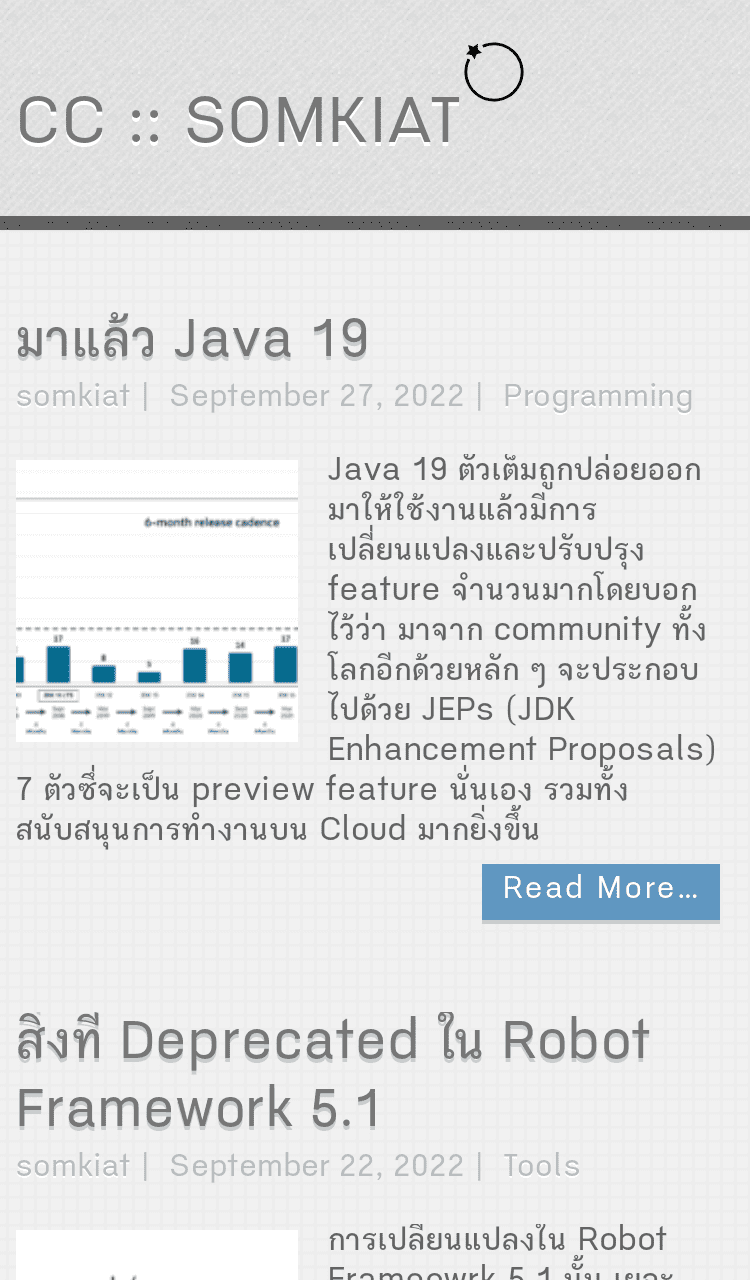 CC :: SOMKIAT
มาแล้ว Java 19
somkiat | September 27, 2022 | Programming
6-month release cadence
17
8
5
16
14
17
Java 19 ตัวเต็มถูกปล่อยออก
มาให้ใช้งานแล้วมีการ
เปลี่ยนแปลงและปรับปรุง
feature จำนวนมากโดยบอก
ไว้ว่า มาจาก community ทั้ง
โลกอีกด้วยหลัก ๆ จะประกอบ
ไปด้วย JEPs (JDK
Enhancement Proposals)
7 ตัวซึ่งจะเป็น preview feature นั่นเอง รวมทั้ง
สนับสนุนการทำงานบน Cloud มากยิ่งขึ้น
Read More…
สิ่งที่ Deprecated ใน Robot
Framework 5.1
somkiat | September 22, 2022 | Tools
การเปลี่ยนแปลงใน Robot